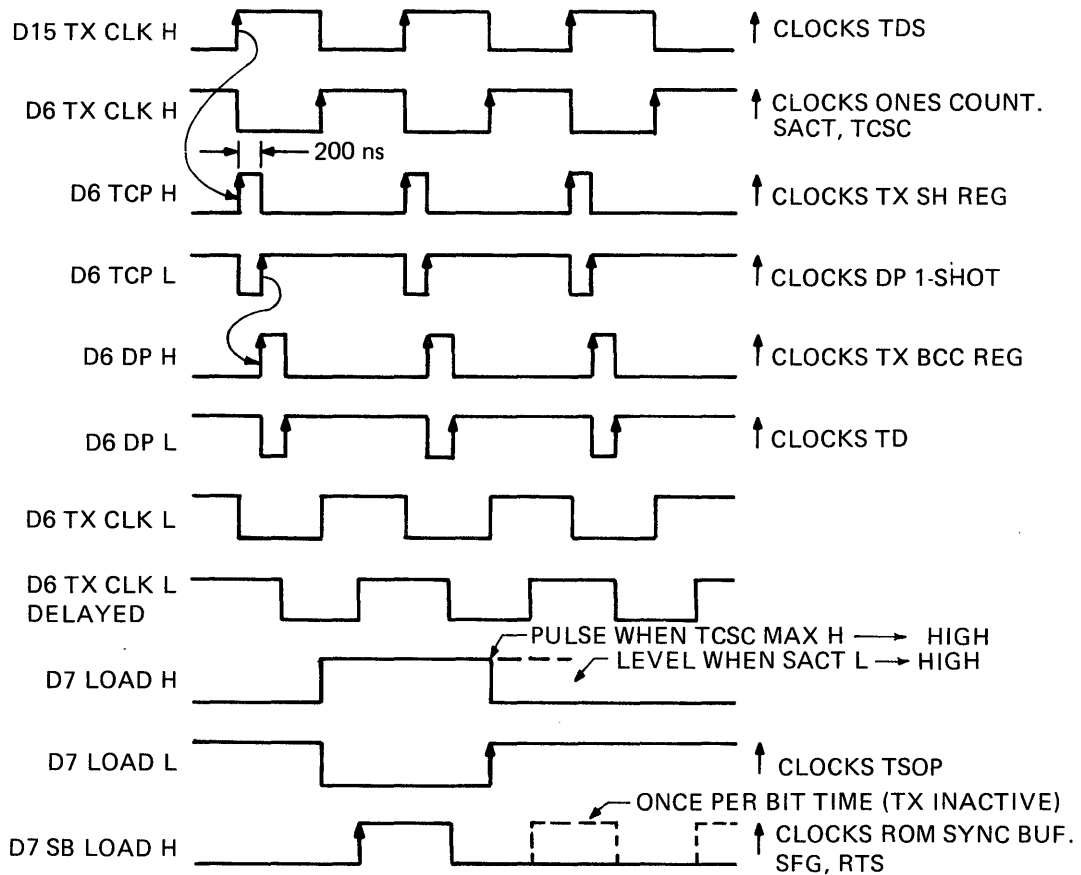 D15 TX CLK H
↑ CLOCKS TDS
D6 TX CLK H
↑ CLOCKS ONES COUNT.
SACT, TCSC
200 ns
D6 TCP H
↑ CLOCKS TX SH REG
D6 TCP L
↑ CLOCKS DP 1-SHOT
D6 DP H
↑ CLOCKS TX BCC REG
D6 DP L
↑ CLOCKS TD
D6 TX CLK L
D6 TX CLK L
DELAYED
PULSE WHEN TCSC MAX H → HIGH
LEVEL WHEN SACT L → HIGH
D7 LOAD H
D7 LOAD L
↑ CLOCKS TSOP
ONCE PER BIT TIME (TX INACTIVE)
D7 SB LOAD H
↑ CLOCKS ROM SYNC BUF.
SFG, RTS